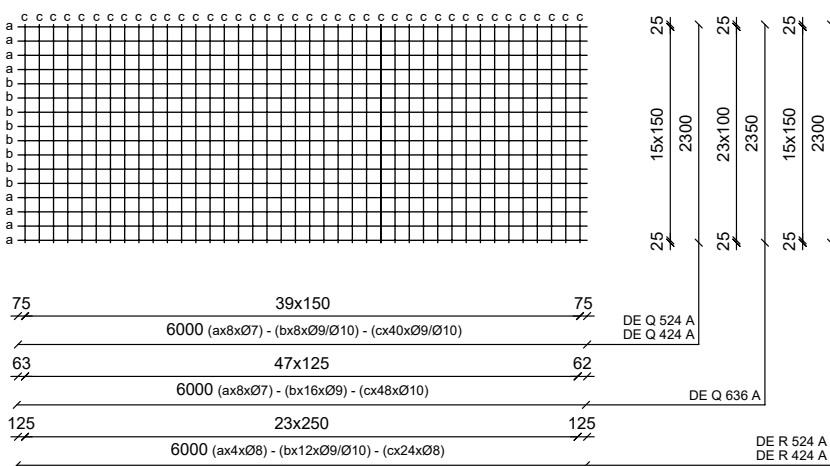 c c c c c c c c c c c c c c c c c c c c c c c c c c c c c c c c c c c c c c c c
a
a
a
a
b
b
b
b
b
b
b
b
a
a
a
a
25 25 25
15x150 2300 23x100 2350 15x150 2300
25 25 25
75 39x150 75
6000 (ax8xØ7) - (bx8xØ9/Ø10) - (cx40xØ9/Ø10)
DE Q 524 A
DE Q 424 A
63 47x125 62
6000 (ax8xØ7) - (bx16xØ9) - (cx48xØ10)
DE Q 636 A
125 23x250 125
6000 (ax4xØ8) - (bx12xØ9/Ø10) - (cx24xØ8)
DE R 524 A
DE R 424 A